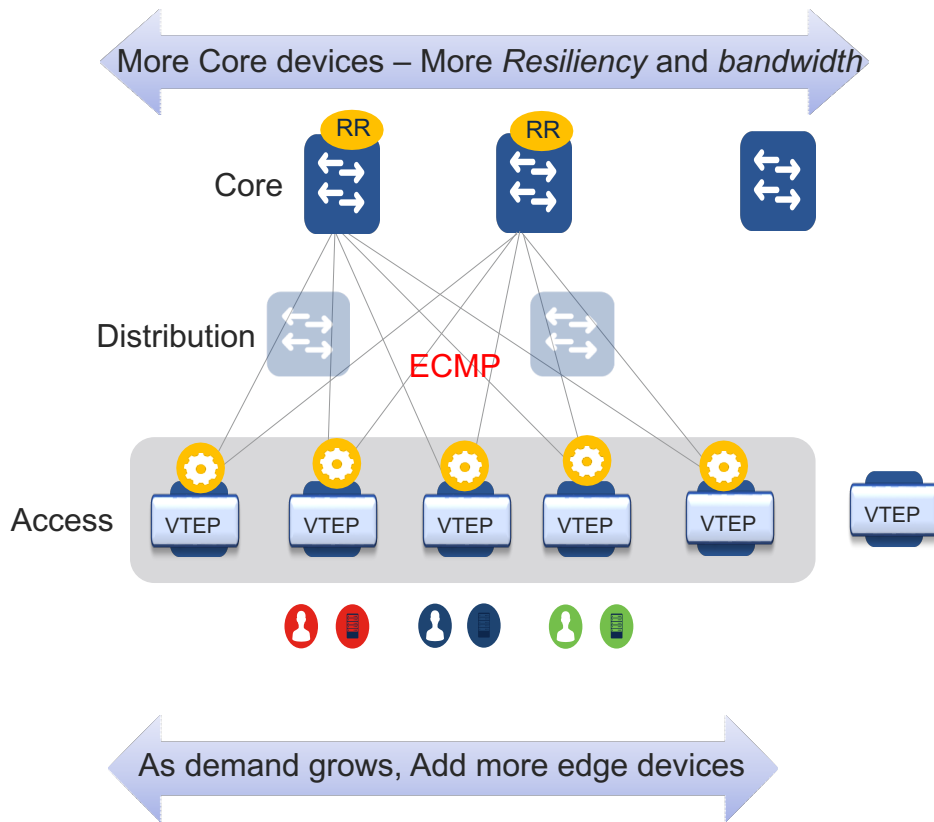 More Core devices – More Resiliency and bandwidth
RR
RR
Core
Distribution
ECMP
Access
VTEP
VTEP
VTEP
VTEP
VTEP
VTEP
As demand grows, Add more edge devices